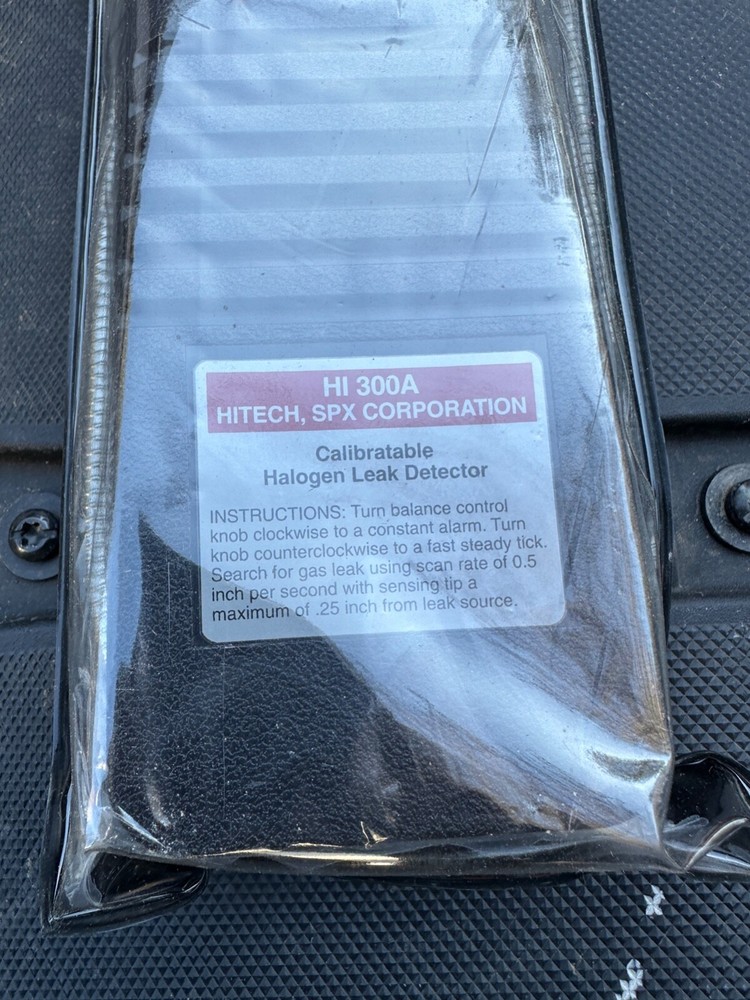 HI 300A
HITECH, SPX CORPORATION
Calibratable
Halogen Leak Detector
INSTRUCTIONS: Turn balance control
knob clockwise to a constant alarm. Turn
knob counterclockwise to a fast steady tick.
Search for gas leak using scan rate of 0.5
inch per second with sensing tip a
maximum of .25 inch from leak source.